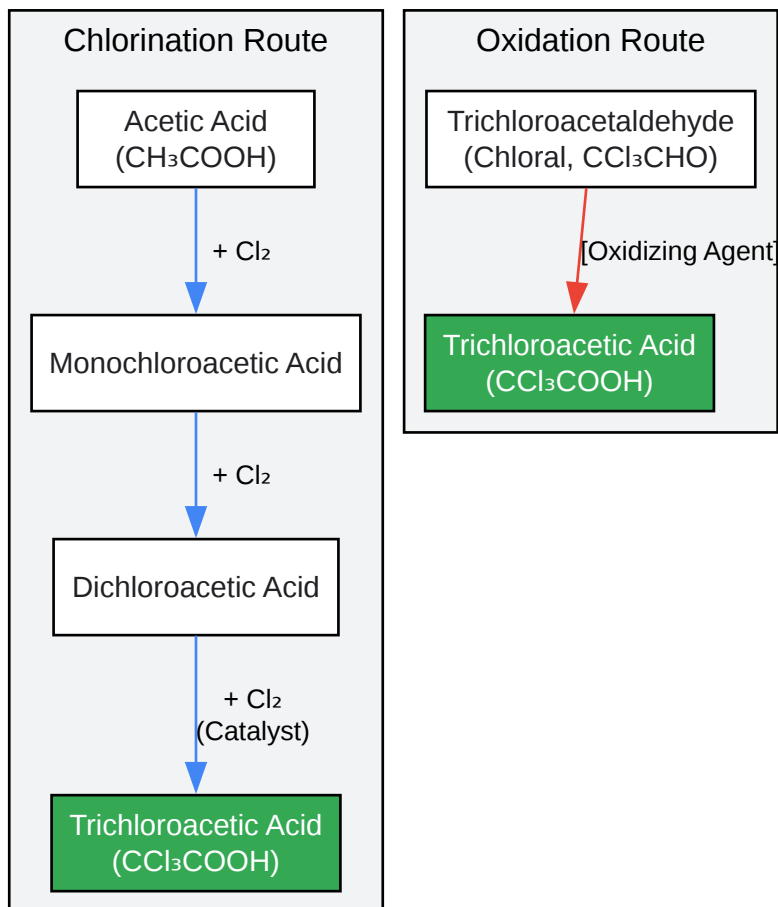 Chlorination Route
Acetic Acid
(CH₃COOH)
+ Cl₂
Monochloroacetic Acid
+ Cl₂
Dichloroacetic Acid
+ Cl₂
(Catalyst)
Trichloroacetic Acid
(CCl₃COOH)
Oxidation Route
Trichloroacetaldehyde
(Chloral, CCl₃CHO)
[Oxidizing Agent]
Trichloroacetic Acid
(CCl₃COOH)